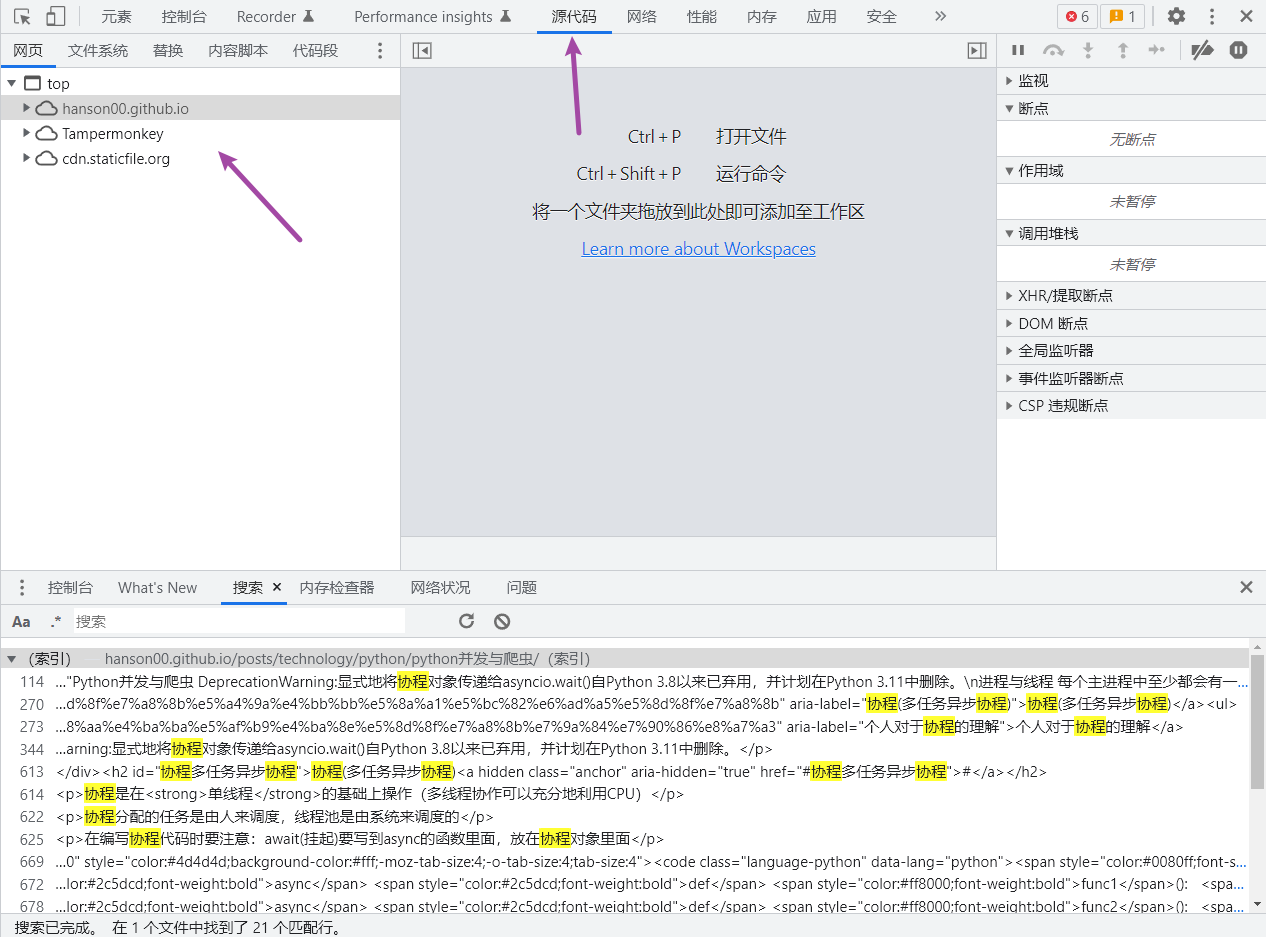 元素 控制台 Recorder Performance insights 源代码 网络 性能 内存 应用 安全 » 6 1
网页 文件系统 替换 内容脚本 代码段
top
hanson00.github.io
Tampermonkey
cdn.staticfile.org
Ctrl + P 打开文件
Ctrl + Shift + P 运行命令
将一个文件夹拖放到此处即可添加至工作区
Learn more about Workspaces
监视
断点
无断点
作用域
未暂停
调用堆栈
未暂停
XHR/提取断点
DOM 断点
全局监听器
事件监听器断点
CSP 违规断点
控制台 What's New 搜索 × 内存检查器 网络状况 问题
Aa .* 搜索
(索引) — hanson00.github.io/posts/technology/python/python并发与爬虫/ (索引)
114 ..."Python并发与爬虫 DeprecationWarning:显式地将协程对象传递给asyncio.wait()自Python 3.8以来已弃用，并计划在Python 3.11中删除。\n进程与线程 每个主进程中至少都会有一...
270 ...d%8f%e7%a8%8b%e5%a4%9a%e4%bb%bb%e5%8a%a1%e5%bc%82%e6%ad%a5%e5%8d%8f%e7%a8%8b" aria-label="协程(多任务异步协程)">协程(多任务异步协程)</a><ul>
273 ...8%aa%e4%ba%ba%e5%af%b9%e4%ba%8e%e5%8d%8f%e7%a8%8b%e7%9a%84%e7%90%86%e8%a7%a3" aria-label="个人对于协程的理解">个人对于协程的理解</a>
344 ...arning:显式地将协程对象传递给asyncio.wait()自Python 3.8以来已弃用，并计划在Python 3.11中删除。</p>
613 </div><h2 id="协程多任务异步协程">协程(多任务异步协程)<a hidden class="anchor" aria-hidden="true" href="#协程多任务异步协程">#</a></h2>
614 <p>协程是在<strong>单线程</strong>的基础上操作（多线程协作可以充分地利用CPU）</p>
622 <p>协程分配的任务是由人来调度，线程池是由系统来调度的</p>
625 <p>在编写协程代码时要注意：await(挂起)要写到async的函数里面，放在协程对象里面</p>
669 ...0" style="color:#4d4d4d;background-color:#fff;-moz-tab-size:4;-o-tab-size:4;tab-size:4"><code class="language-python" data-lang="python"><span style="color:#0080ff;font-s...
672 ...lor:#2c5dcd;font-weight:bold">async</span> <span style="color:#2c5dcd;font-weight:bold">def</span> <span style="color:#ff8000;font-weight:bold">func1</span>(): <spa...
678 ...lor:#2c5dcd;font-weight:bold">async</span> <span style="color:#2c5dcd;font-weight:bold">def</span> <span style="color:#ff8000;font-weight:bold">func2</span>(): <spa...
搜索已完成。 在 1 个文件中找到了 21 个匹配行。